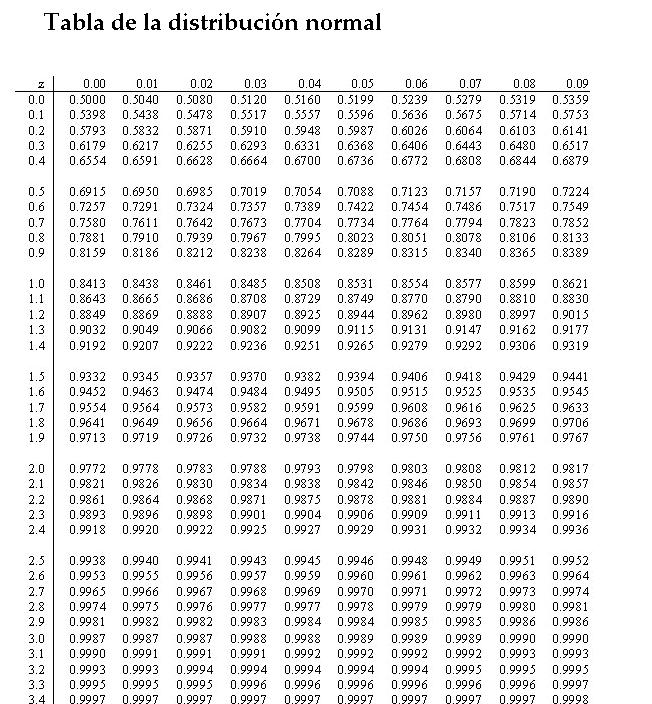 Tabla de la distribución normal
z 0.00 0.01 0.02 0.03 0.04 0.05 0.06 0.07 0.08 0.09
0.0 0.5000 0.5040 0.5080 0.5120 0.5160 0.5199 0.5239 0.5279 0.5319 0.5359
0.1 0.5398 0.5438 0.5478 0.5517 0.5557 0.5596 0.5636 0.5675 0.5714 0.5753
0.2 0.5793 0.5832 0.5871 0.5910 0.5948 0.5987 0.6026 0.6064 0.6103 0.6141
0.3 0.6179 0.6217 0.6255 0.6293 0.6331 0.6368 0.6406 0.6443 0.6480 0.6517
0.4 0.6554 0.6591 0.6628 0.6664 0.6700 0.6736 0.6772 0.6808 0.6844 0.6879
0.5 0.6915 0.6950 0.6985 0.7019 0.7054 0.7088 0.7123 0.7157 0.7190 0.7224
0.6 0.7257 0.7291 0.7324 0.7357 0.7389 0.7422 0.7454 0.7486 0.7517 0.7549
0.7 0.7580 0.7611 0.7642 0.7673 0.7704 0.7734 0.7764 0.7794 0.7823 0.7852
0.8 0.7881 0.7910 0.7939 0.7967 0.7995 0.8023 0.8051 0.8078 0.8106 0.8133
0.9 0.8159 0.8186 0.8212 0.8238 0.8264 0.8289 0.8315 0.8340 0.8365 0.8389
1.0 0.8413 0.8438 0.8461 0.8485 0.8508 0.8531 0.8554 0.8577 0.8599 0.8621
1.1 0.8643 0.8665 0.8686 0.8708 0.8729 0.8749 0.8770 0.8790 0.8810 0.8830
1.2 0.8849 0.8869 0.8888 0.8907 0.8925 0.8944 0.8962 0.8980 0.8997 0.9015
1.3 0.9032 0.9049 0.9066 0.9082 0.9099 0.9115 0.9131 0.9147 0.9162 0.9177
1.4 0.9192 0.9207 0.9222 0.9236 0.9251 0.9265 0.9279 0.9292 0.9306 0.9319
1.5 0.9332 0.9345 0.9357 0.9370 0.9382 0.9394 0.9406 0.9418 0.9429 0.9441
1.6 0.9452 0.9463 0.9474 0.9484 0.9495 0.9505 0.9515 0.9525 0.9535 0.9545
1.7 0.9554 0.9564 0.9573 0.9582 0.9591 0.9599 0.9608 0.9616 0.9625 0.9633
1.8 0.9641 0.9649 0.9656 0.9664 0.9671 0.9678 0.9686 0.9693 0.9699 0.9706
1.9 0.9713 0.9719 0.9726 0.9732 0.9738 0.9744 0.9750 0.9756 0.9761 0.9767
2.0 0.9772 0.9778 0.9783 0.9788 0.9793 0.9798 0.9803 0.9808 0.9812 0.9817
2.1 0.9821 0.9826 0.9830 0.9834 0.9838 0.9842 0.9846 0.9850 0.9854 0.9857
2.2 0.9861 0.9864 0.9868 0.9871 0.9875 0.9878 0.9881 0.9884 0.9887 0.9890
2.3 0.9893 0.9896 0.9898 0.9901 0.9904 0.9906 0.9909 0.9911 0.9913 0.9916
2.4 0.9918 0.9920 0.9922 0.9925 0.9927 0.9929 0.9931 0.9932 0.9934 0.9936
2.5 0.9938 0.9940 0.9941 0.9943 0.9945 0.9946 0.9948 0.9949 0.9951 0.9952
2.6 0.9953 0.9955 0.9956 0.9957 0.9959 0.9960 0.9961 0.9962 0.9963 0.9964
2.7 0.9965 0.9966 0.9967 0.9968 0.9969 0.9970 0.9971 0.9972 0.9973 0.9974
2.8 0.9974 0.9975 0.9976 0.9977 0.9977 0.9978 0.9979 0.9979 0.9980 0.9981
2.9 0.9981 0.9982 0.9982 0.9983 0.9984 0.9984 0.9985 0.9985 0.9986 0.9986
3.0 0.9987 0.9987 0.9987 0.9988 0.9988 0.9989 0.9989 0.9989 0.9990 0.9990
3.1 0.9990 0.9991 0.9991 0.9991 0.9992 0.9992 0.9992 0.9992 0.9993 0.9993
3.2 0.9993 0.9993 0.9994 0.9994 0.9994 0.9994 0.9994 0.9995 0.9995 0.9995
3.3 0.9995 0.9995 0.9995 0.9996 0.9996 0.9996 0.9996 0.9996 0.9996 0.9997
3.4 0.9997 0.9997 0.9997 0.9997 0.9997 0.9997 0.9997 0.9997 0.9997 0.9998